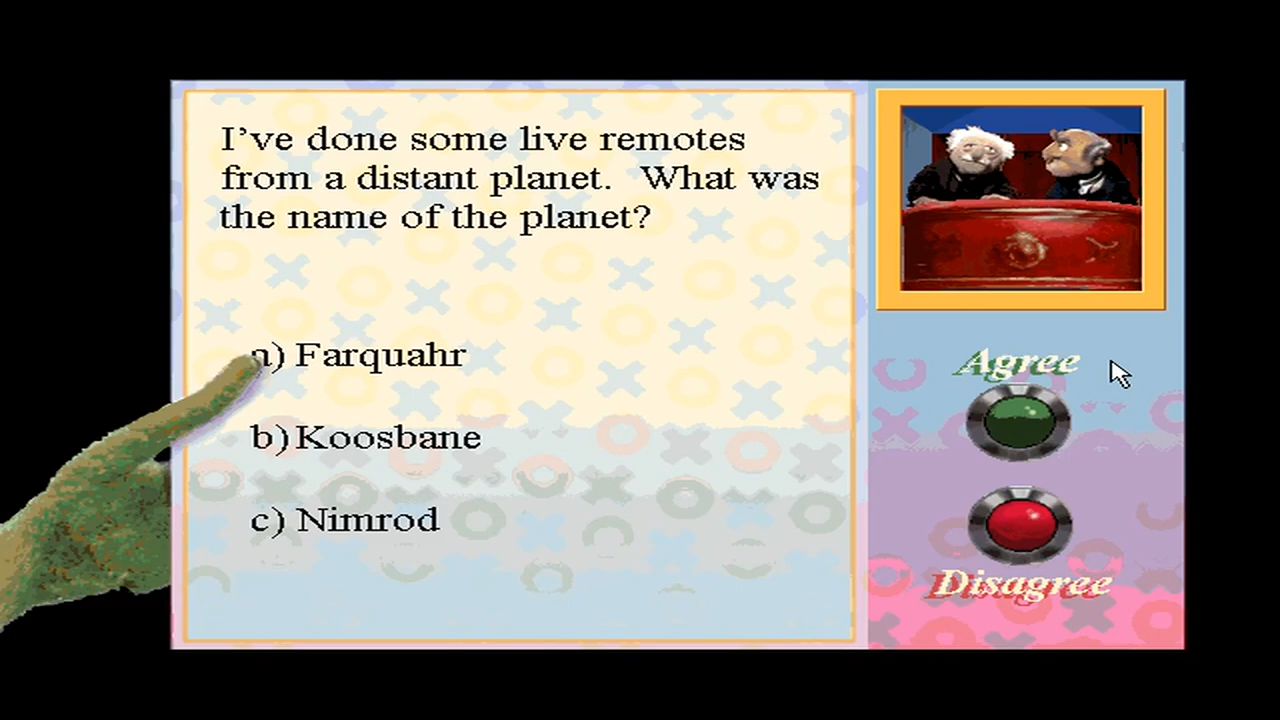 I've done some live remotes
from a distant planet. What was
the name of the planet?
a) Farquahr
b) Koosbane
c) Nimrod
Agree
Disagree